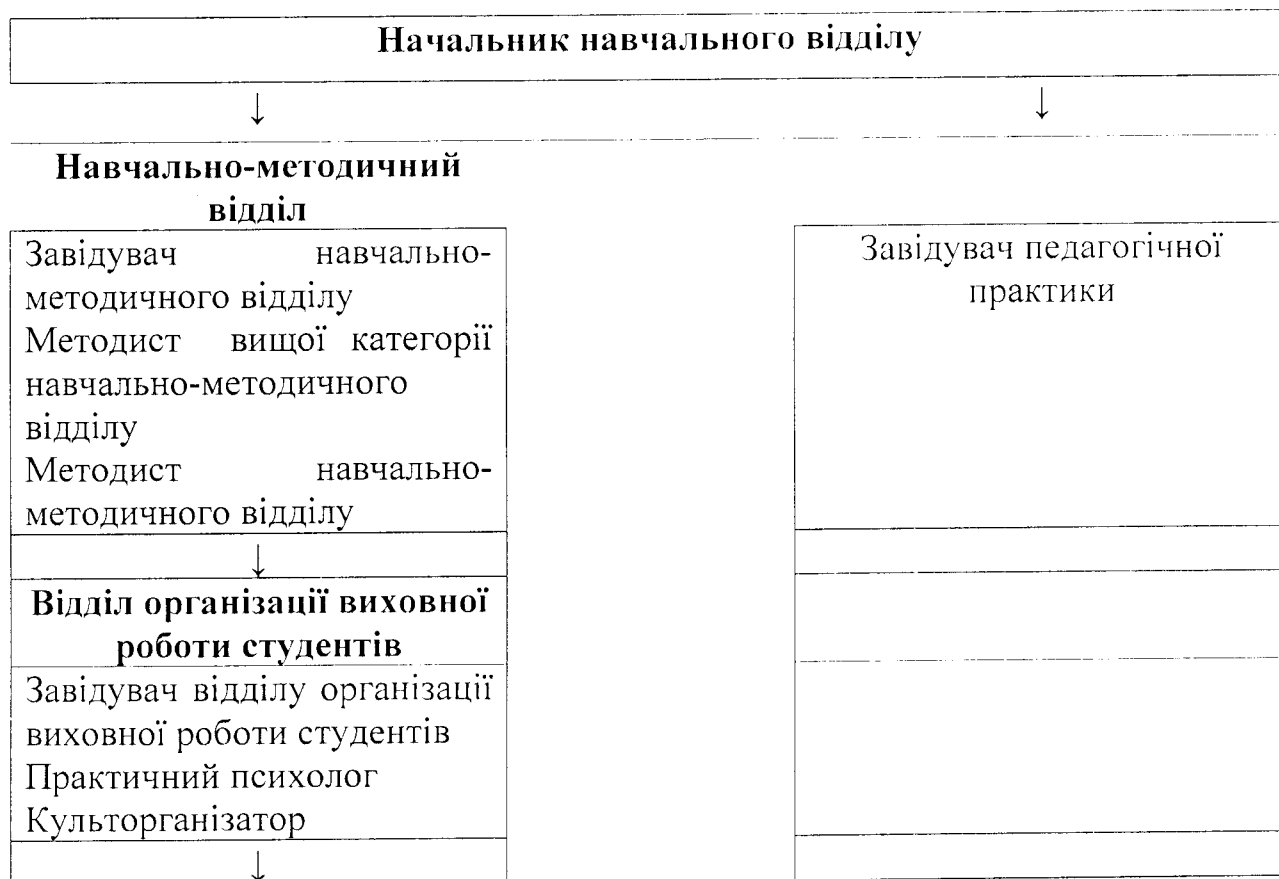 Начальник навчального відділу
↓ ↓
Навчально-методичний
відділ
Завідувач навчально-
методичного відділу
Методист вищої категорії
навчально-методичного
відділу
Методист навчально-
методичного відділу
Завідувач педагогічної
практики
↓
Відділ організації виховної
роботи студентів
Завідувач відділу організації
виховної роботи студентів
Практичний психолог
Культорганізатор
↓